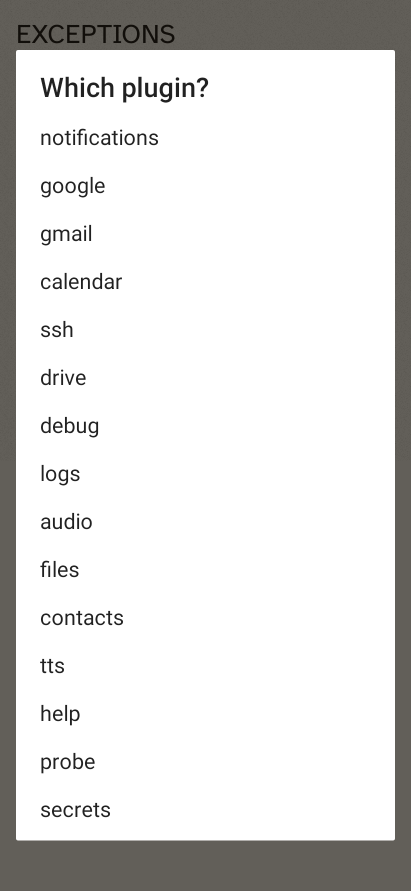 EXCEPTIONS
Which plugin?
notifications
google
gmail
calendar
ssh
drive
debug
logs
audio
files
contacts
tts
help
probe
secrets